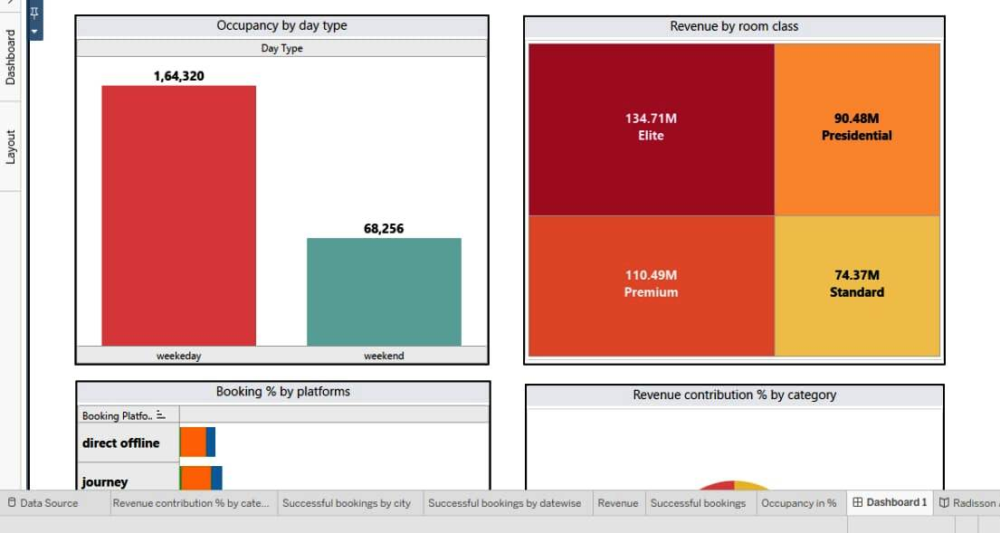 Dashboard
Layout
Occupancy by day type
Day Type
1,64,320
68,256
weekeday
weekend
Revenue by room class
134.71M
Elite
90.48M
Presidential
110.49M
Premium
74.37M
Standard
Booking % by platforms
Booking Platfo..
direct offline
journey
Revenue contribution % by category
Data Source
Revenue contribution % by cate...
Successful bookings by city
Successful bookings by datewise
Revenue
Successful bookings
Occupancy in %
Dashboard 1
Radisson